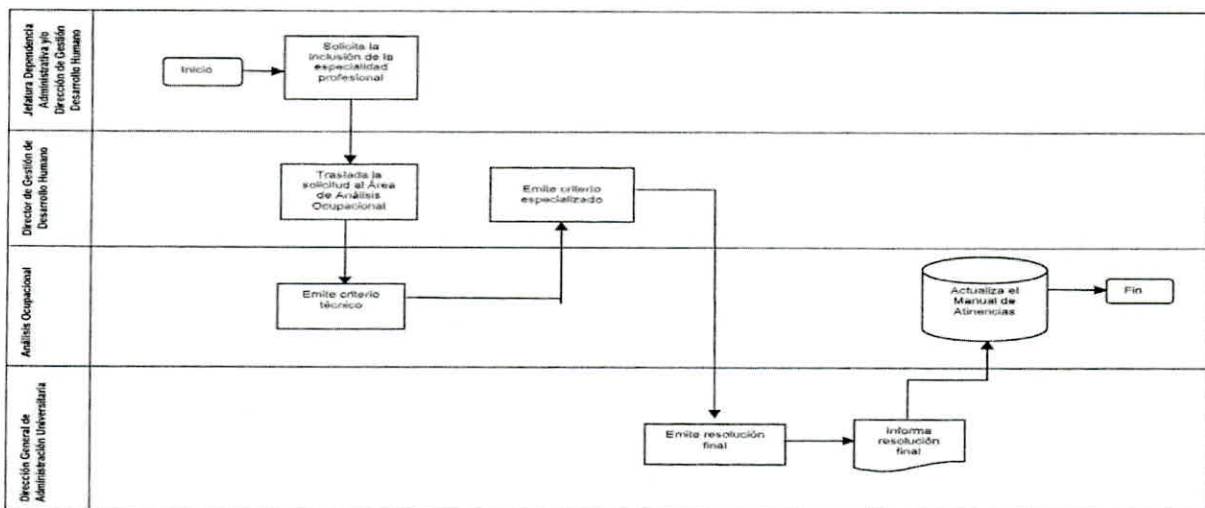 Jefatura Dependencia
Administrativa y/o
Dirección de Gestión
Desarrollo Humano
Inició
Solicita la
inclusión de la
especialidad
profesional
Director de Gestión de
Desarrollo Humano
Traslada la
solicitud al Área
de Análisis
Ocupacional
Emite criterio
especializado
Análisis Ocupacional
Emite criterio
técnico
Actualiza el
Manual de
Atinencias
Fin
Dirección General de
Administración Universitaria
Emite resolución
final
Informa
resolución
final